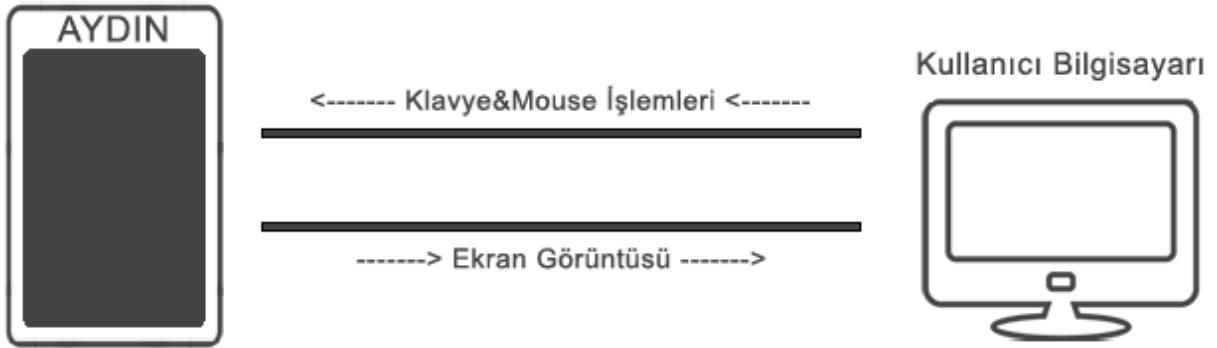 AYDIN
Kullanıcı Bilgisayarı
<------- Klavye&Mouse İşlemleri <-------
-------> Ekran Görüntüsü ------->